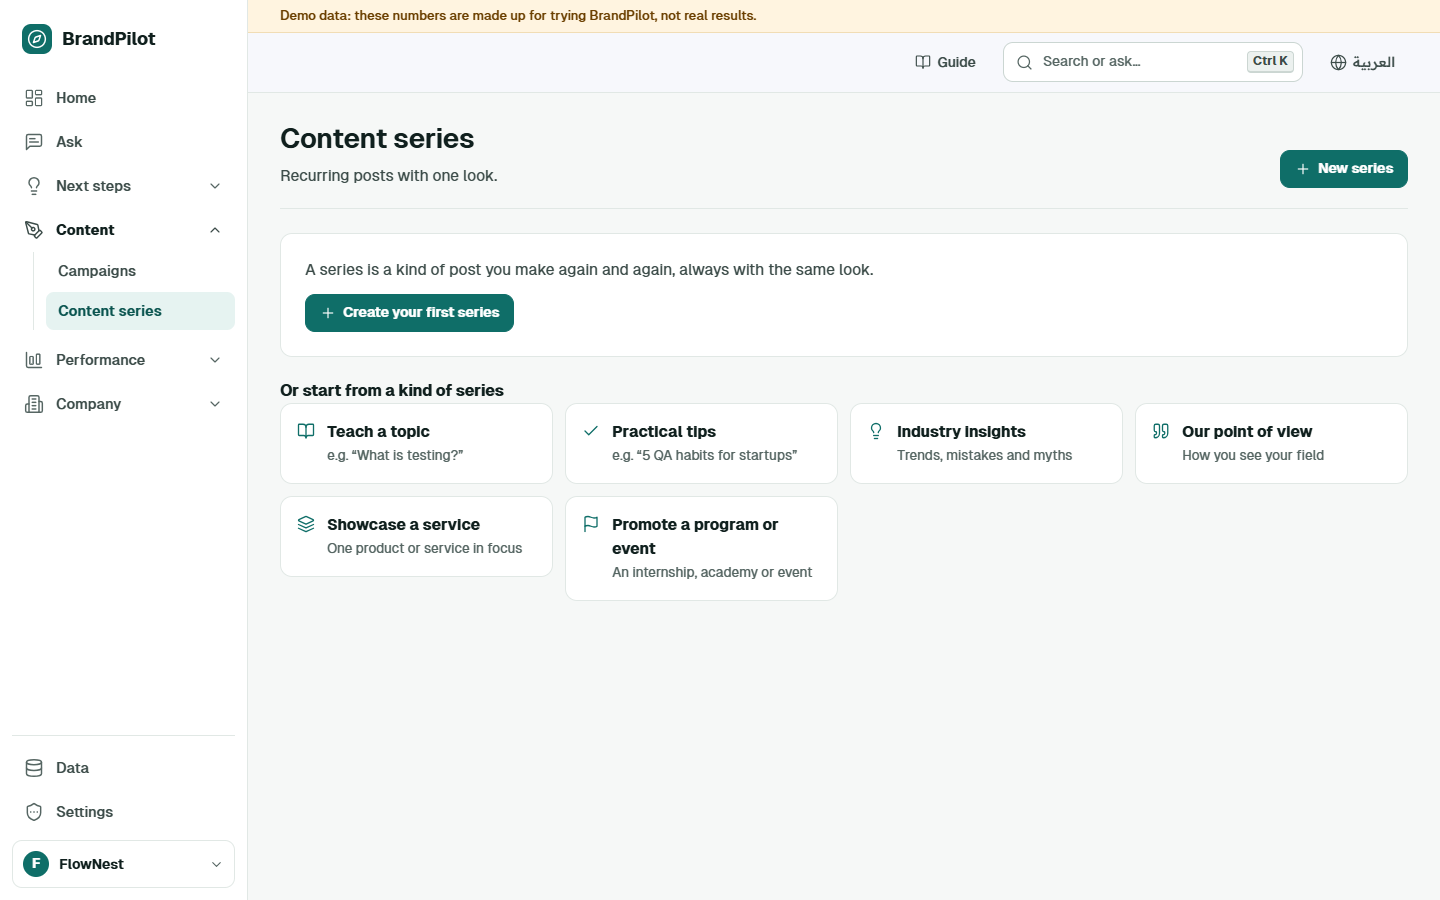 BrandPilot
Home
Ask
Next steps
Content
Campaigns
Content series
Performance
Company
Data
Settings
F FlowNest
Demo data: these numbers are made up for trying BrandPilot, not real results.
Guide
Search or ask...
Ctrl K
العربية
Content series
Recurring posts with one look.
+ New series
A series is a kind of post you make again and again, always with the same look.
+ Create your first series
Or start from a kind of series
Teach a topic
e.g. “What is testing?”
Practical tips
e.g. “5 QA habits for startups”
Industry insights
Trends, mistakes and myths
Our point of view
How you see your field
Showcase a service
One product or service in focus
Promote a program or
event
An internship, academy or event